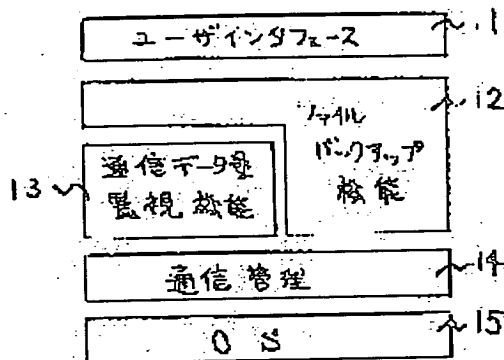 ユーザインタフェース
11
ファイル
バックアップ
機能
12
通信データ量
監視機能
13
通信管理
14
OS
15